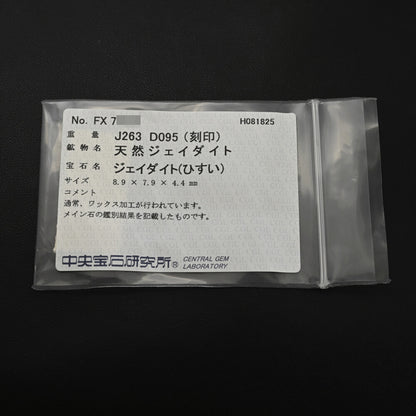 No. FX 7
H081825
重 量 J263 D095 (刻印)
鉱物名 天然ジェイダイト
宝石名 ジェイダイト(ひすい)
サイズ 8.9 × 7.9 × 4.4 mm
コメント
通常、ワックス加工が行われています。
メイン石の鑑別結果を記載したものです。
中央宝石研究所® CENTRAL GEM
LABORATORY